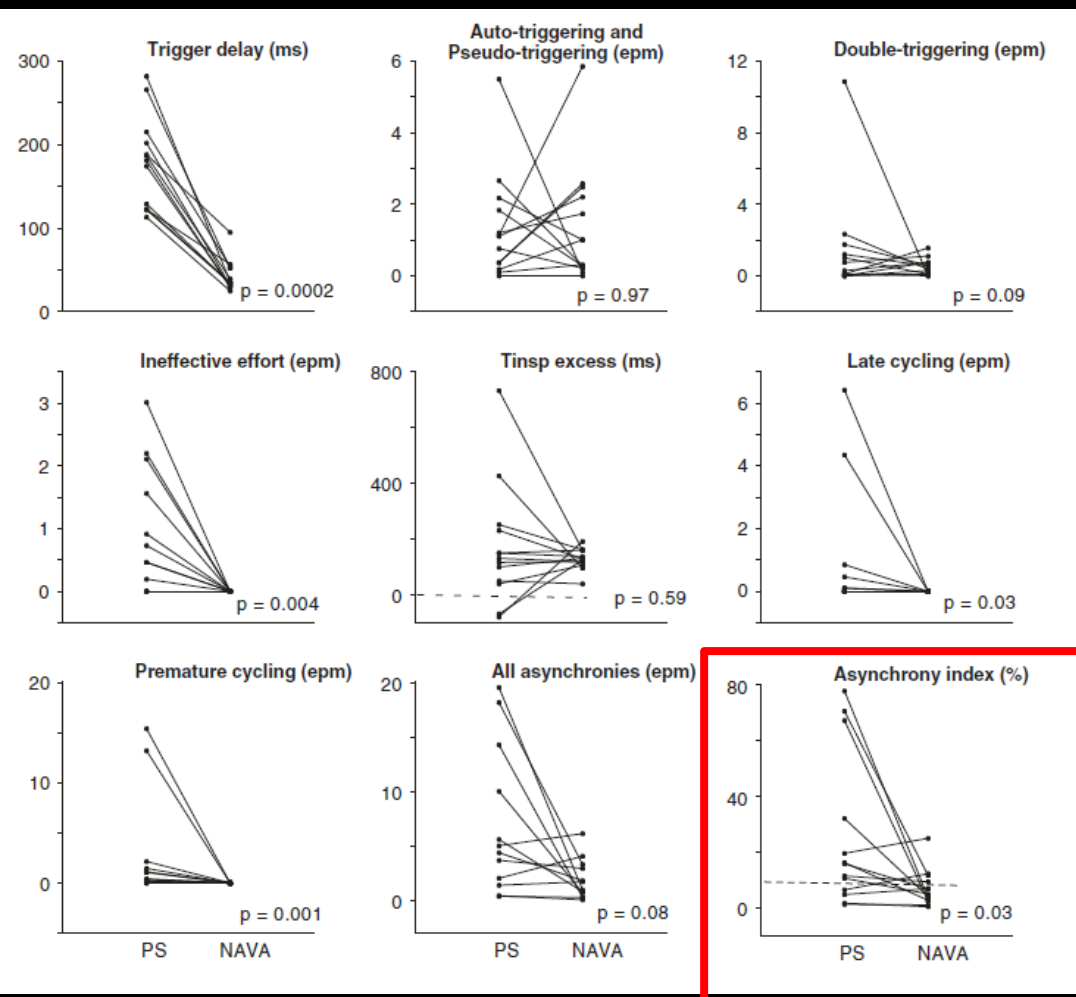 Trigger delay (ms)
300
200
100
0
p = 0.0002
Auto-triggering and
Pseudo-triggering (epm)
6
4
2
0
p = 0.97
Double-triggering (epm)
12
8
4
0
p = 0.09
Ineffective effort (epm)
3
2
1
0
p = 0.004
Tinsp excess (ms)
800
400
0
p = 0.59
Late cycling (epm)
6
4
2
0
p = 0.03
Premature cycling (epm)
20
10
0
p = 0.001
PS NAVA
All asynchronies (epm)
20
10
0
p = 0.08
PS NAVA
Asynchrony index (%)
80
40
0
p = 0.03
PS NAVA